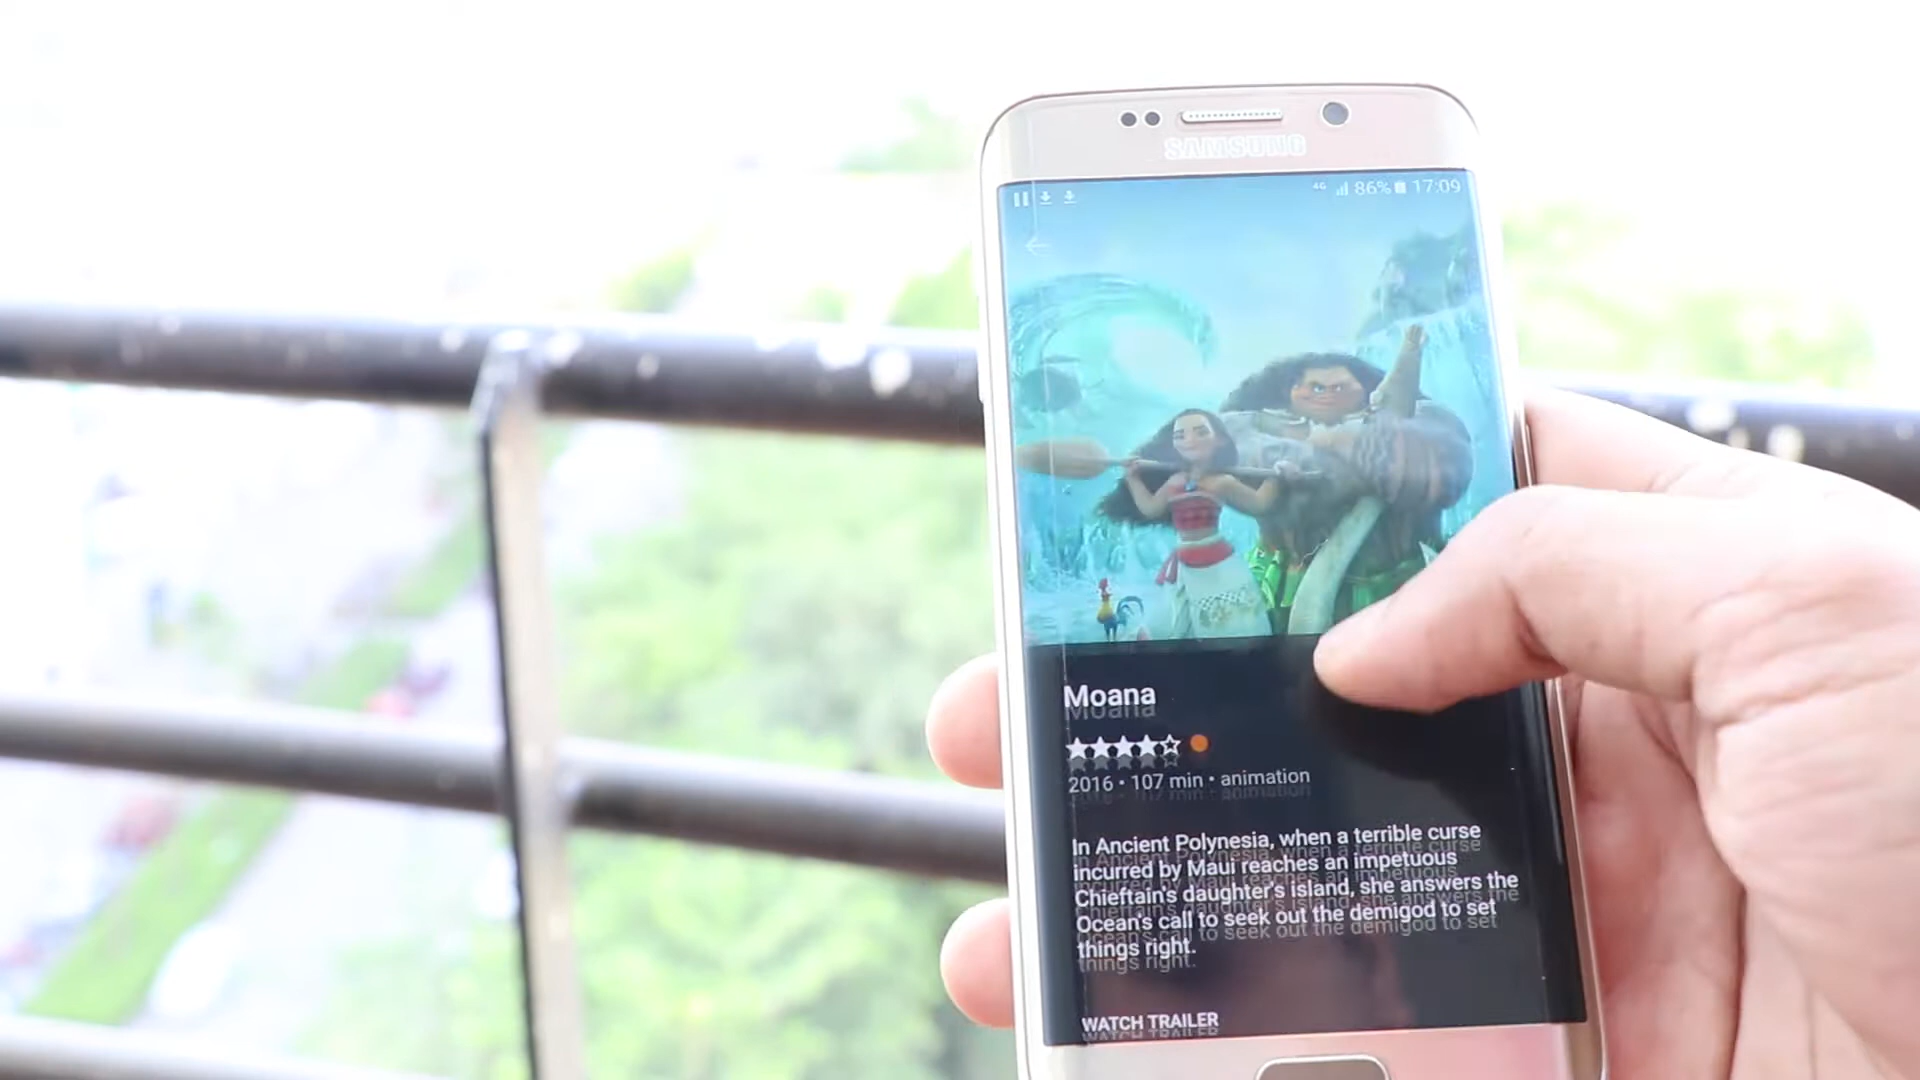 SAMSUNG
4G 86% 17:09
Moana
2016 • 107 min • animation
In Ancient Polynesia, when a terrible curse
incurred by Maui reaches an impetuous
Chieftain's daughter's island, she answers the
Ocean's call to seek out the demigod to set
things right.
WATCH TRAILER